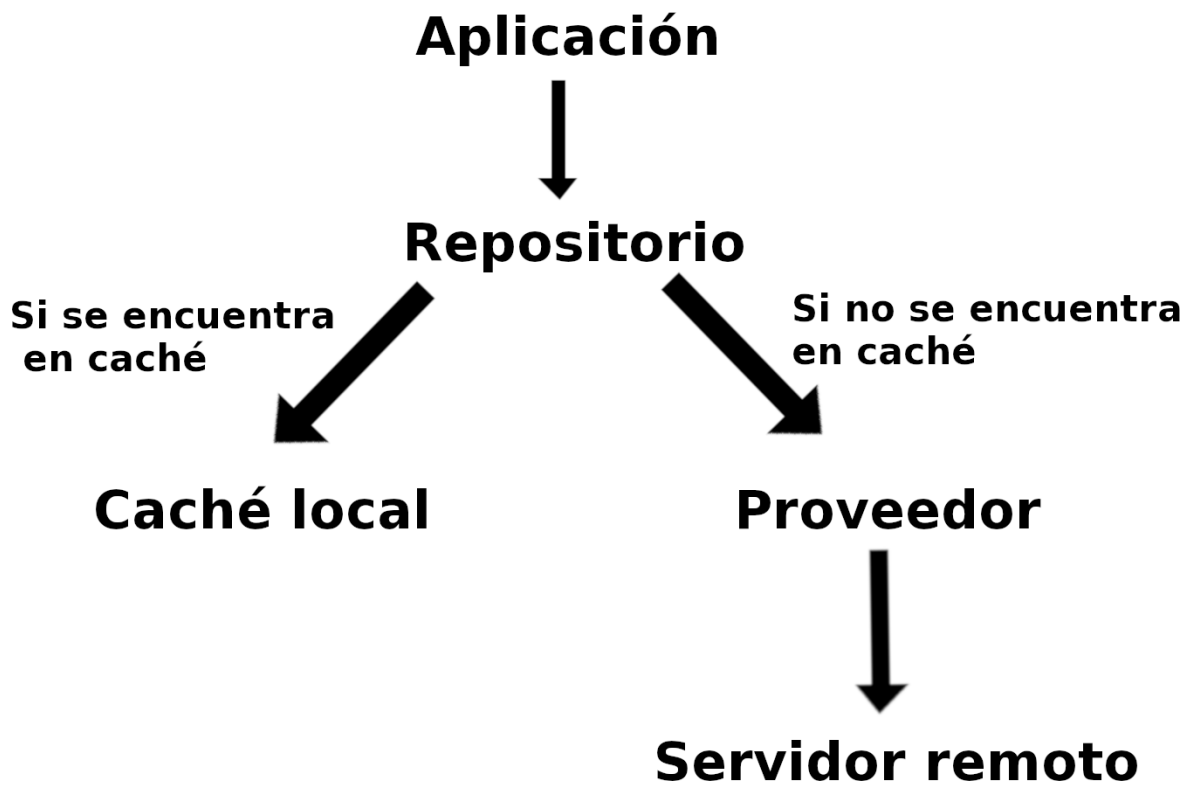 Aplicación
Repositorio
Si se encuentra
en caché
Si no se encuentra
en caché
Caché local
Proveedor
Servidor remoto